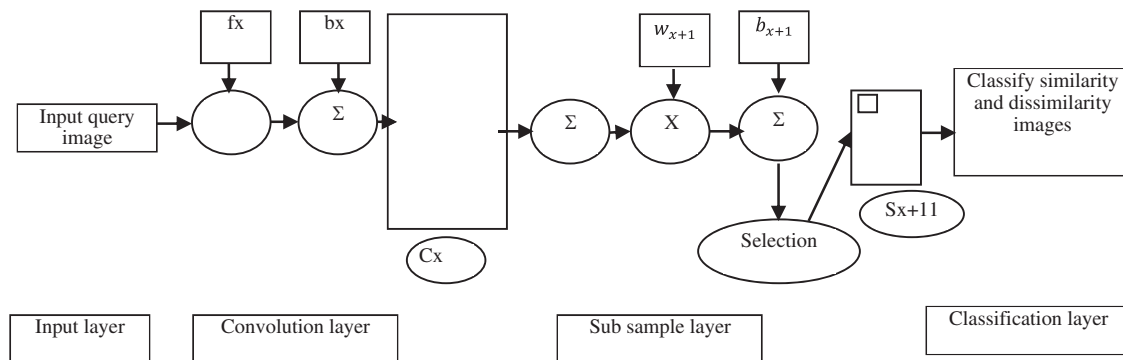 fx
bx
w_{x+1}
b_{x+1}
Input query
image
Σ
Σ
X
Σ
Classify similarity
and dissimilarity
images
Cx
Selection
Sx+11
Input layer
Convolution layer
Sub sample layer
Classification layer